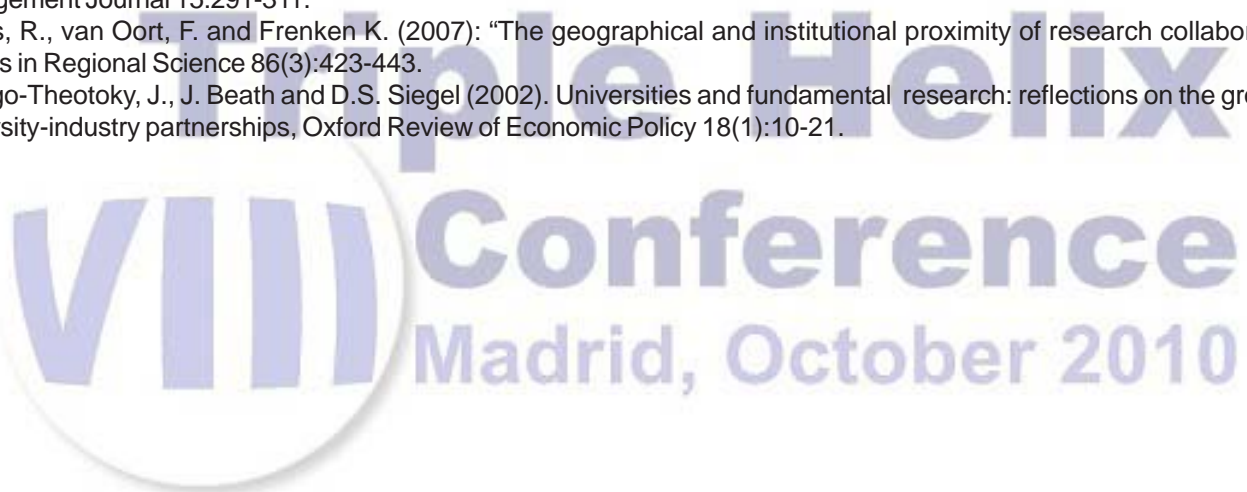 gement Journal 15:291-311.
s, R., van Oort, F. and Frenken K. (2007): “The geographical and institutional proximity of research collabor
s in Regional Science 86(3):423-443.
go-Theotoky, J., J. Beath and D.S. Siegel (2002). Universities and fundamental research: reflections on the gro
rsity-industry partnerships, Oxford Review of Economic Policy 18(1):10-21.
Triple Helix
VIII Conference
Madrid, October 2010